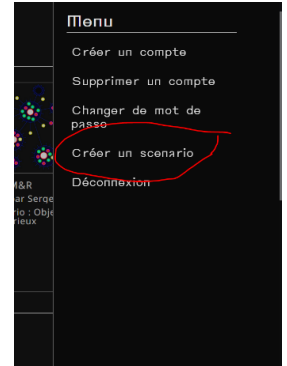 Menu
Créer un compte
Supprimer un compte
Changer de mot de
passe
Créer un scenario
Déconnexion
M&R
par Serge
rio : Obje
rieux